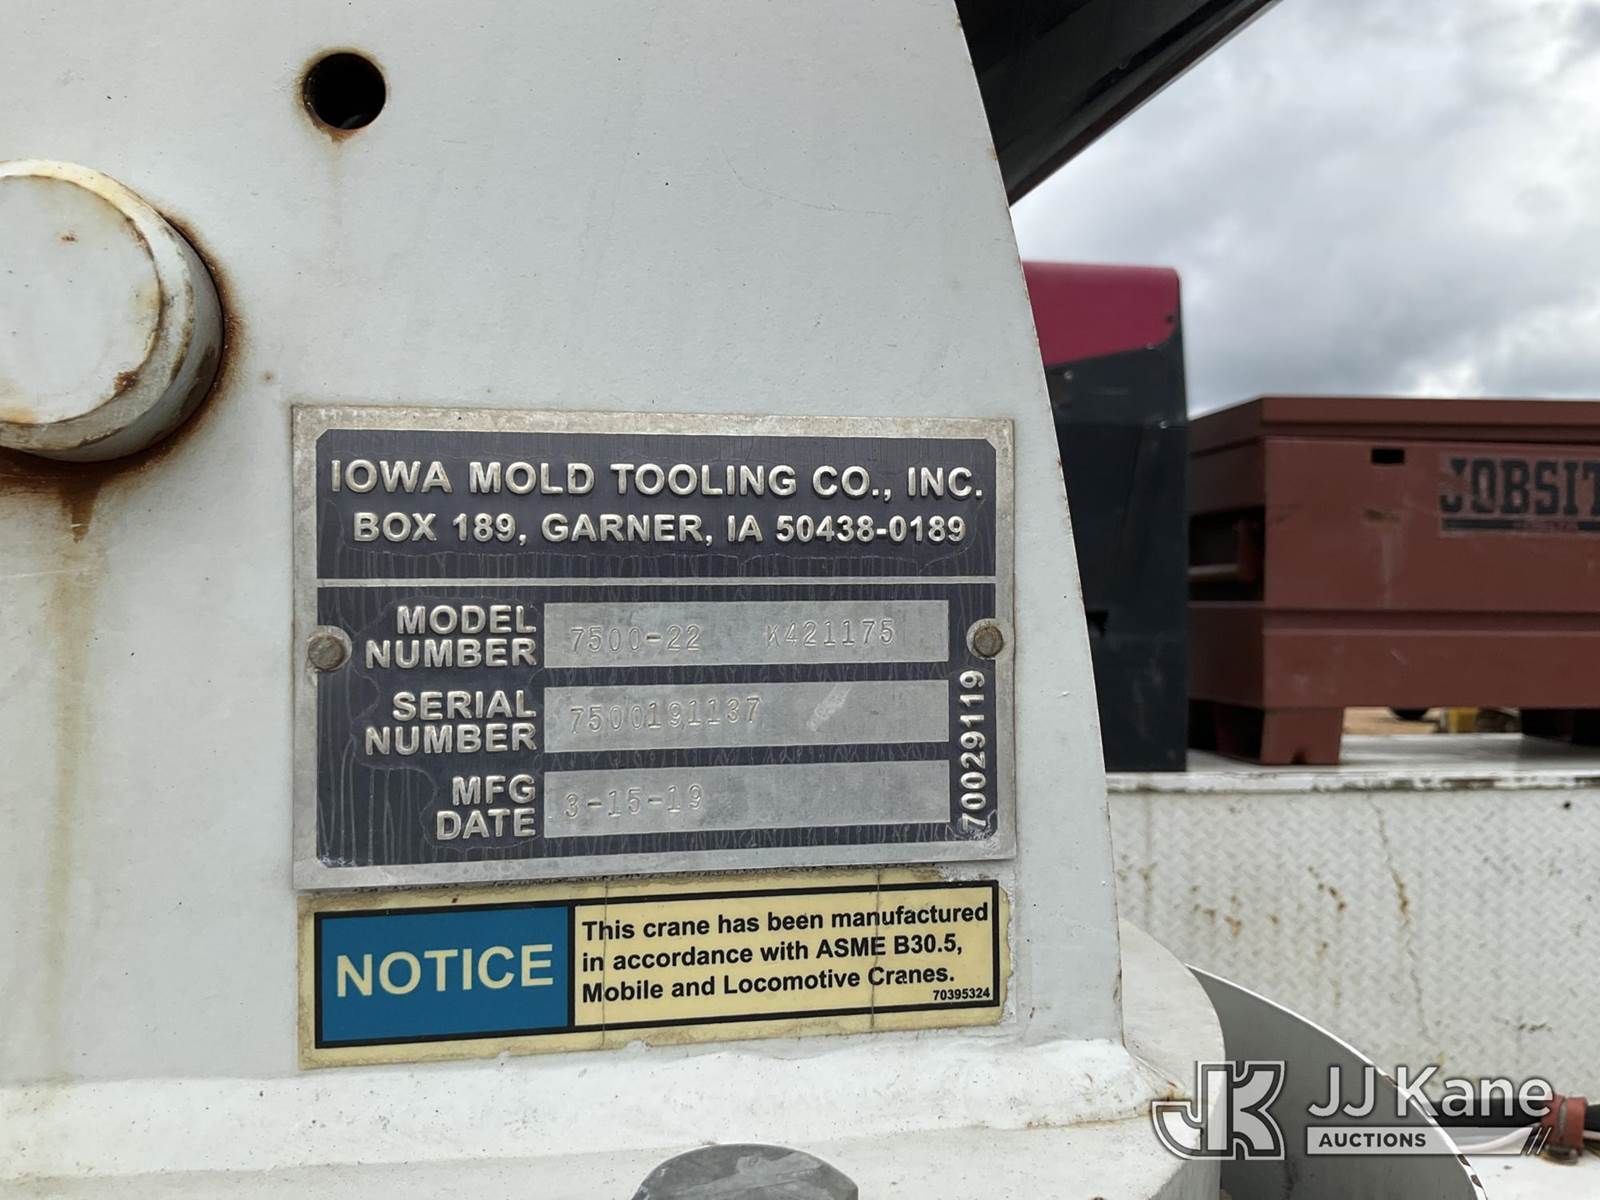 IOWA MOLD TOOLING CO., INC.
BOX 189, GARNER, IA 50438-0189
MODEL NUMBER 7500-22 K421175
SERIAL NUMBER 7500191137
MFG DATE 3-15-19
70029119
NOTICE
This crane has been manufactured
in accordance with ASME B30.5,
Mobile and Locomotive Cranes.
70395324
JOBSIT
JK JJ Kane
AUCTIONS